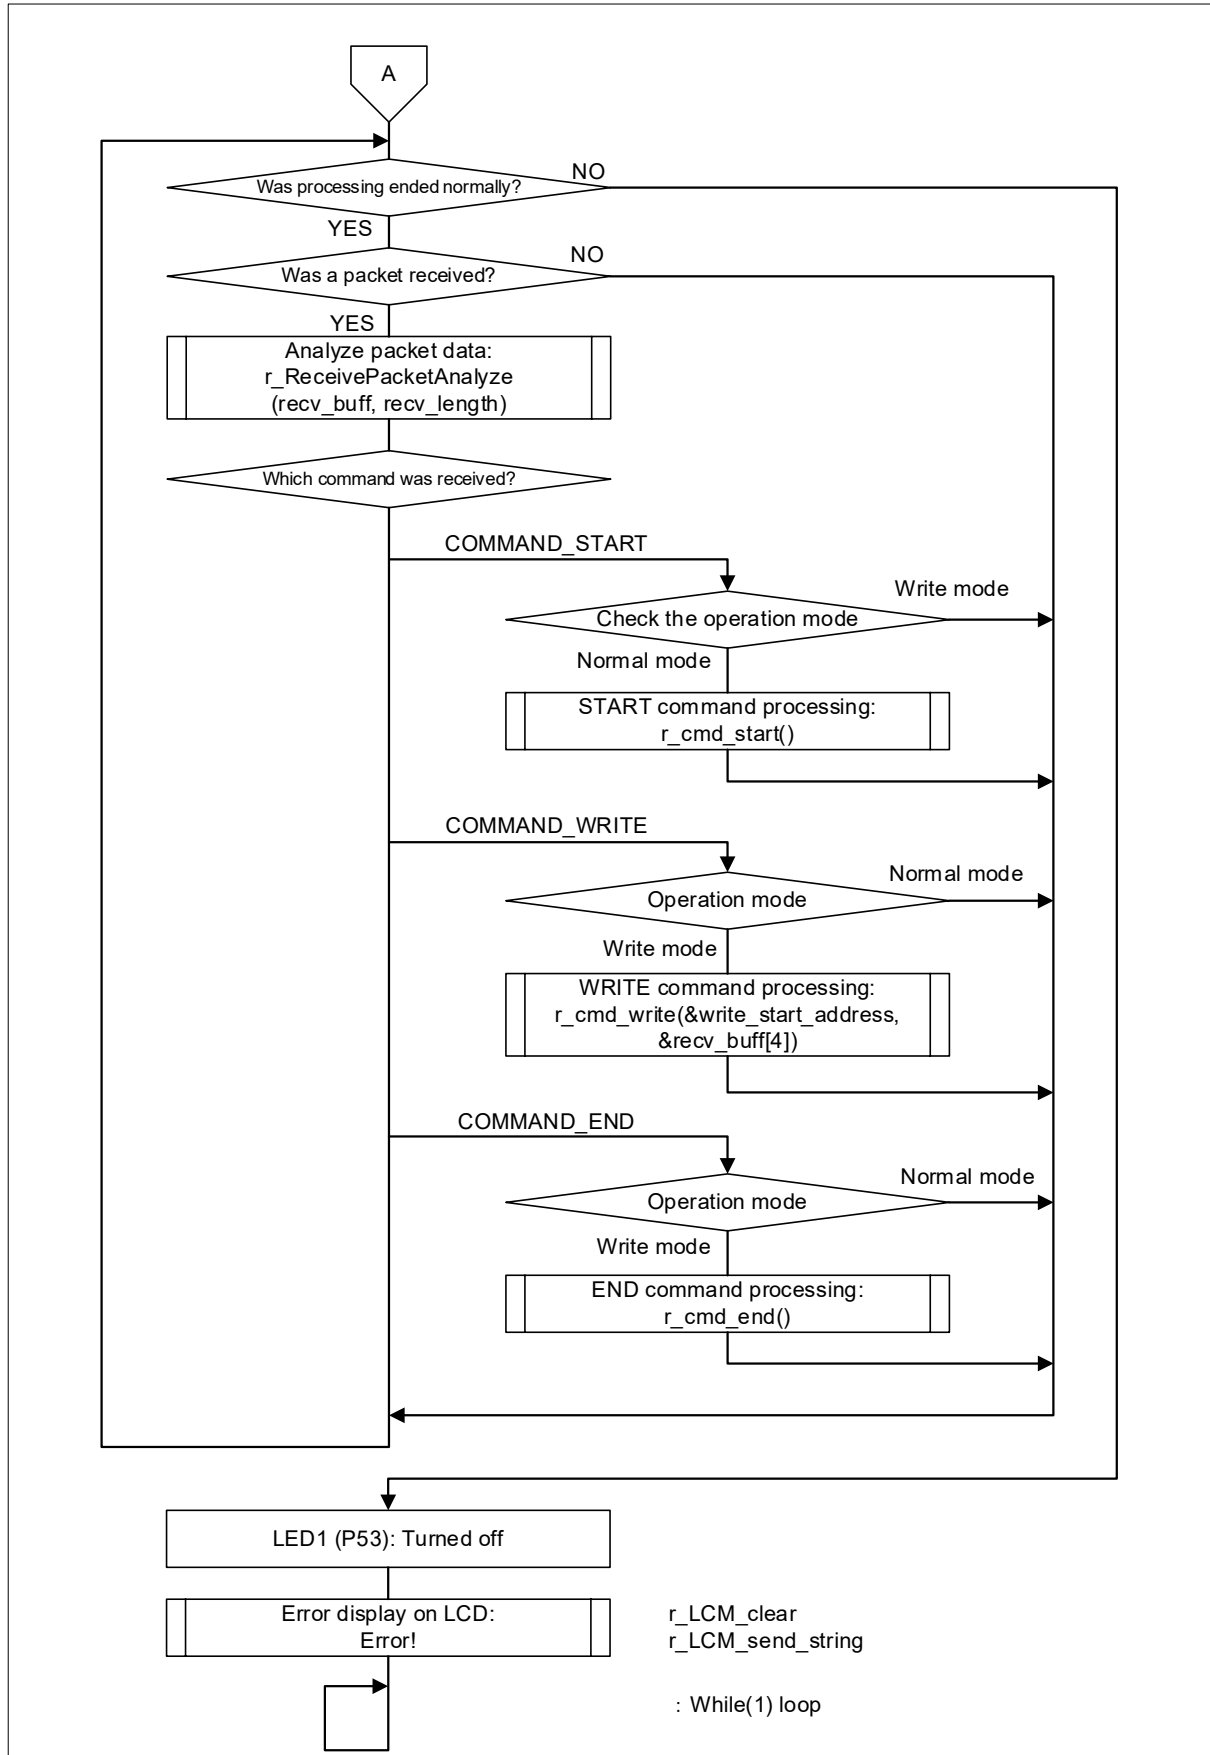 A
Was processing ended normally?
NO
YES
Was a packet received?
NO
YES
Analyze packet data:
r_ReceivePacketAnalyze
(recv_buff, recv_length)
Which command was received?
COMMAND_START
Check the operation mode
Write mode
Normal mode
START command processing:
r_cmd_start()
COMMAND_WRITE
Operation mode
Normal mode
Write mode
WRITE command processing:
r_cmd_write(&write_start_address,
&recv_buff[4])
COMMAND_END
Operation mode
Normal mode
Write mode
END command processing:
r_cmd_end()
LED1 (P53): Turned off
Error display on LCD:
Error!
r_LCM_clear
r_LCM_send_string
: While(1) loop